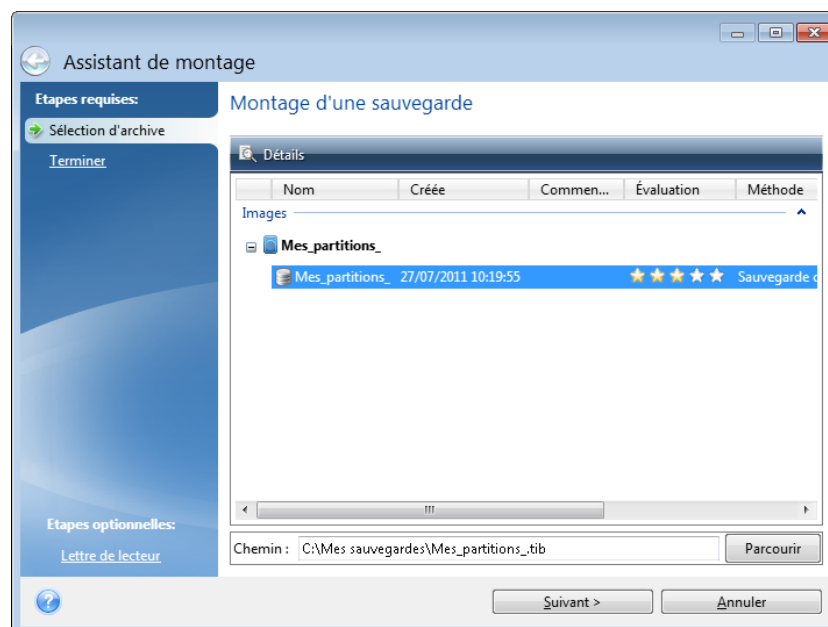 Assistant de montage
Etapes requises:
Sélection d'archive
Terminer
Montage d'une sauvegarde
Détails
Nom Créée Commen... Évaluation Méthode
Images
Mes_partitions_
Mes_partitions_ 27/07/2011 10:19:55 Sauvegarde
Etapes optionnelles:
Lettre de lecteur
Chemin : C:\Mes sauvegardes\Mes_partitions_.tib Parcourir
Suivant > Annuler